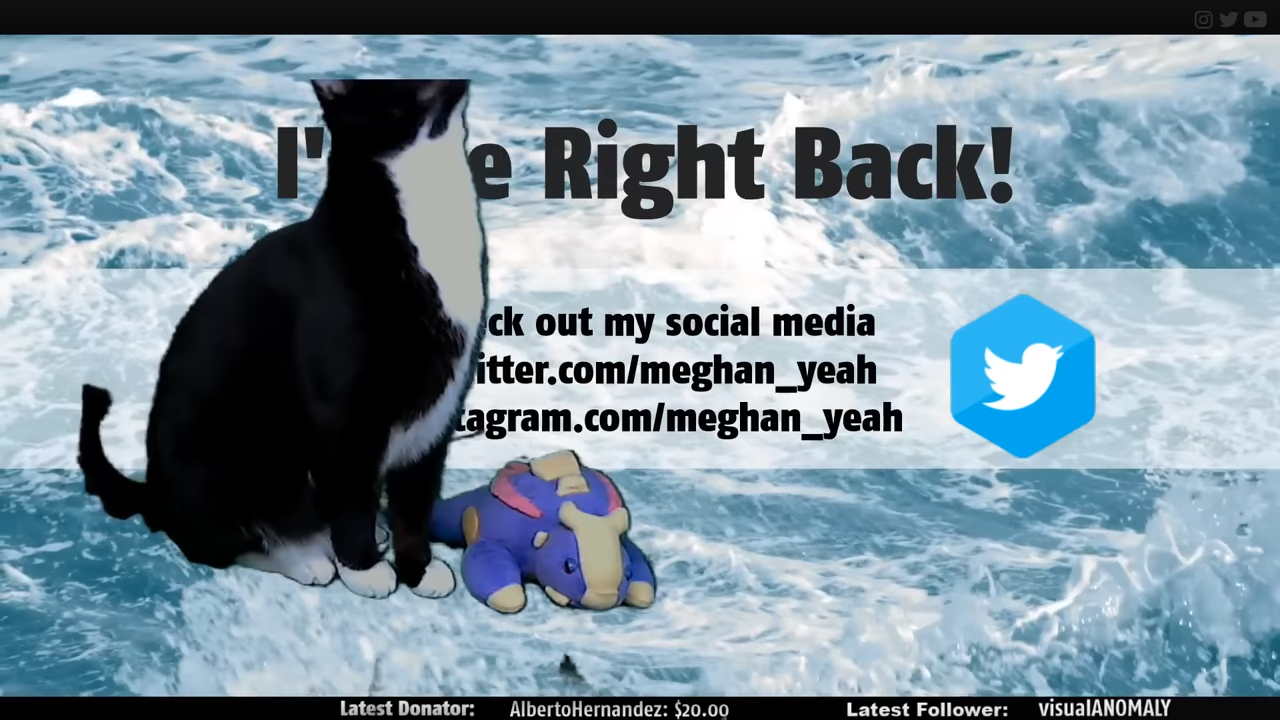 I' e Right Back!
ck out my social media
itter.com/meghan_yeah
tagram.com/meghan_yeah
Latest Donator: AlbertoHernandez: $20.00 Latest Follower: visualANOMALY